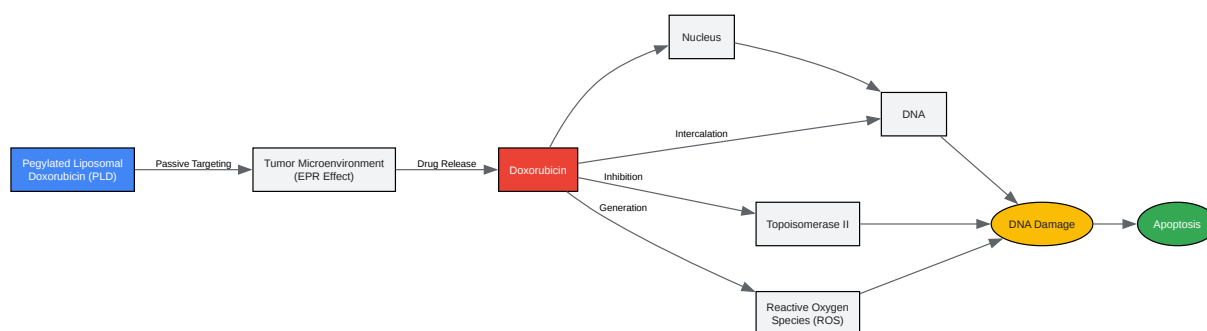 Nucleus
DNA
Intercalation
Pegylated Liposomal
Doxorubicin (PLD)
Passive Targeting
Tumor Microenvironment
(EPR Effect)
Drug Release
Doxorubicin
Inhibition
Generation
Topoisomerase II
DNA Damage
Apoptosis
Reactive Oxygen
Species (ROS)